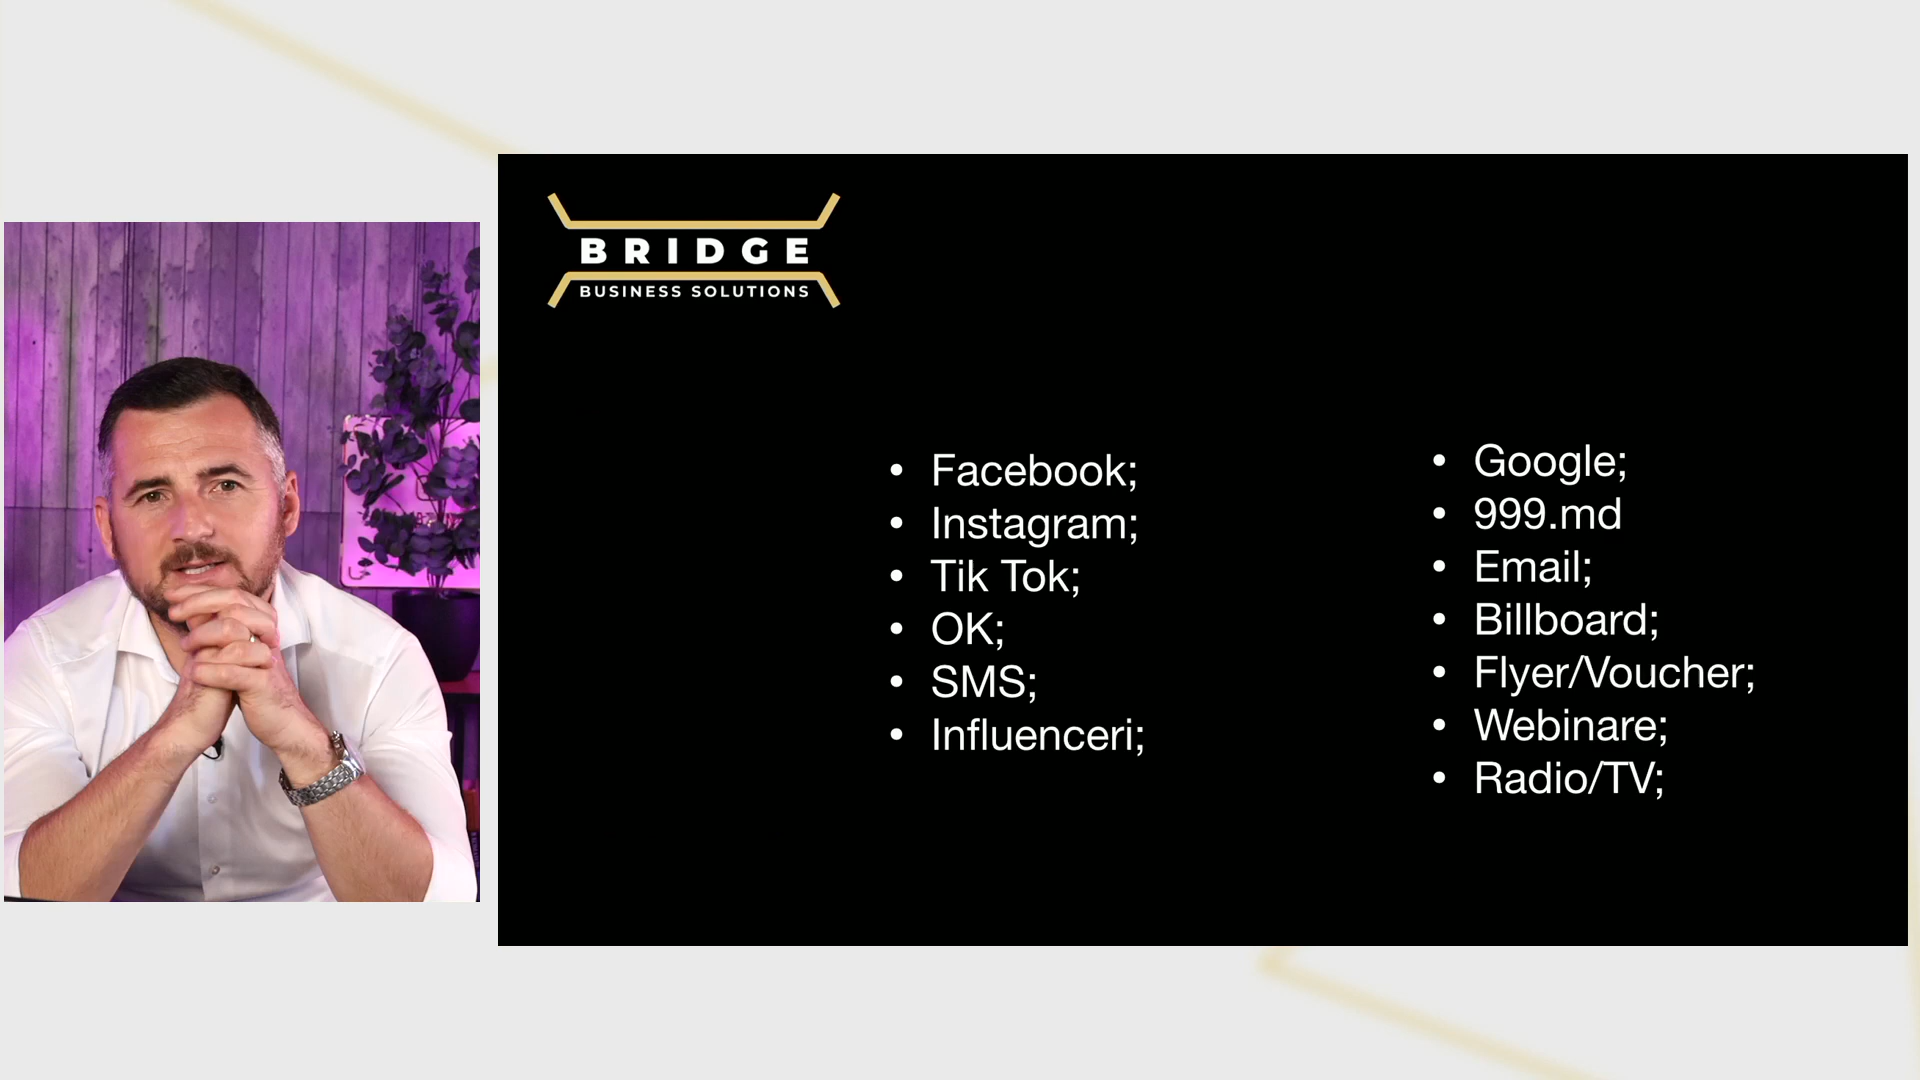 BRIDGE
BUSINESS SOLUTIONS
• Facebook;
• Instagram;
• Tik Tok;
• OK;
• SMS;
• Influenceri;
• Google;
• 999.md
• Email;
• Billboard;
• Flyer/Voucher;
• Webinare;
• Radio/TV;